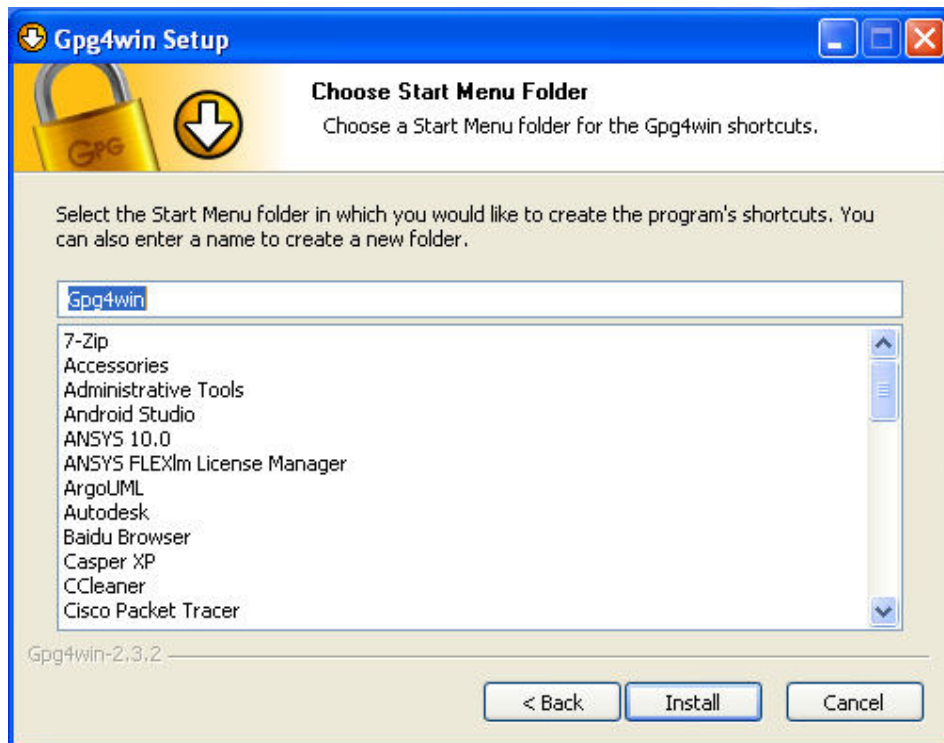 Gpg4win Setup
GPG
Choose Start Menu Folder
Choose a Start Menu folder for the Gpg4win shortcuts.
Select the Start Menu folder in which you would like to create the program's shortcuts. You
can also enter a name to create a new folder.
Gpg4win
7-Zip
Accessories
Administrative Tools
Android Studio
ANSYS 10.0
ANSYS FLEXlm License Manager
ArgoUML
Autodesk
Baidu Browser
Casper XP
CCleaner
Cisco Packet Tracer
Gpg4win-2.3.2
< Back
Install
Cancel